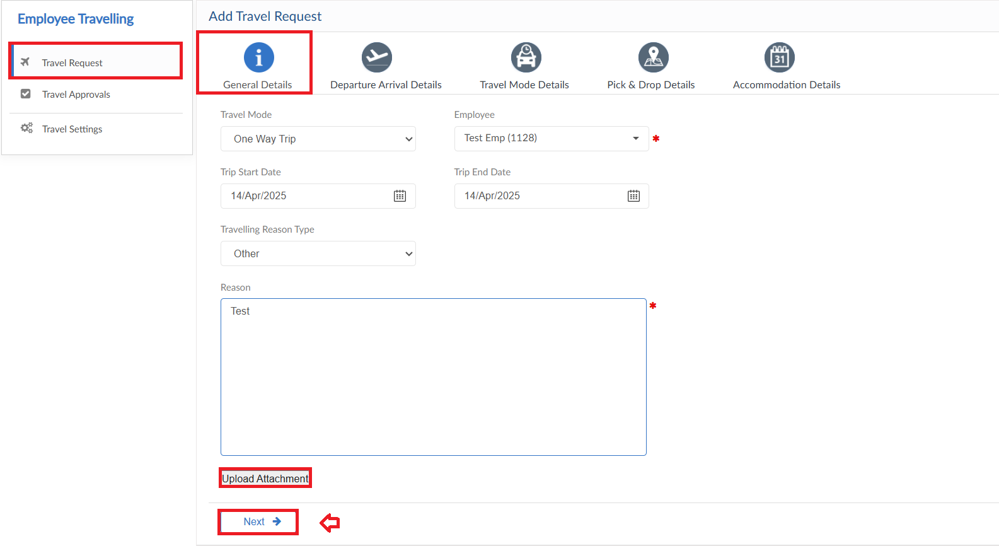 Employee Travelling
Travel Request
Travel Approvals
Travel Settings
Add Travel Request
General Details
Departure Arrival Details
Travel Mode Details
31
Pick & Drop Details
Accommodation Details
Travel Mode
Employee
One Way Trip
Test Emp (1128)
*
Trip Start Date
Trip End Date
14/Apr/2025
14/Apr/2025
Travelling Reason Type
Other
Reason
Test
*
Upload Attachment
Next